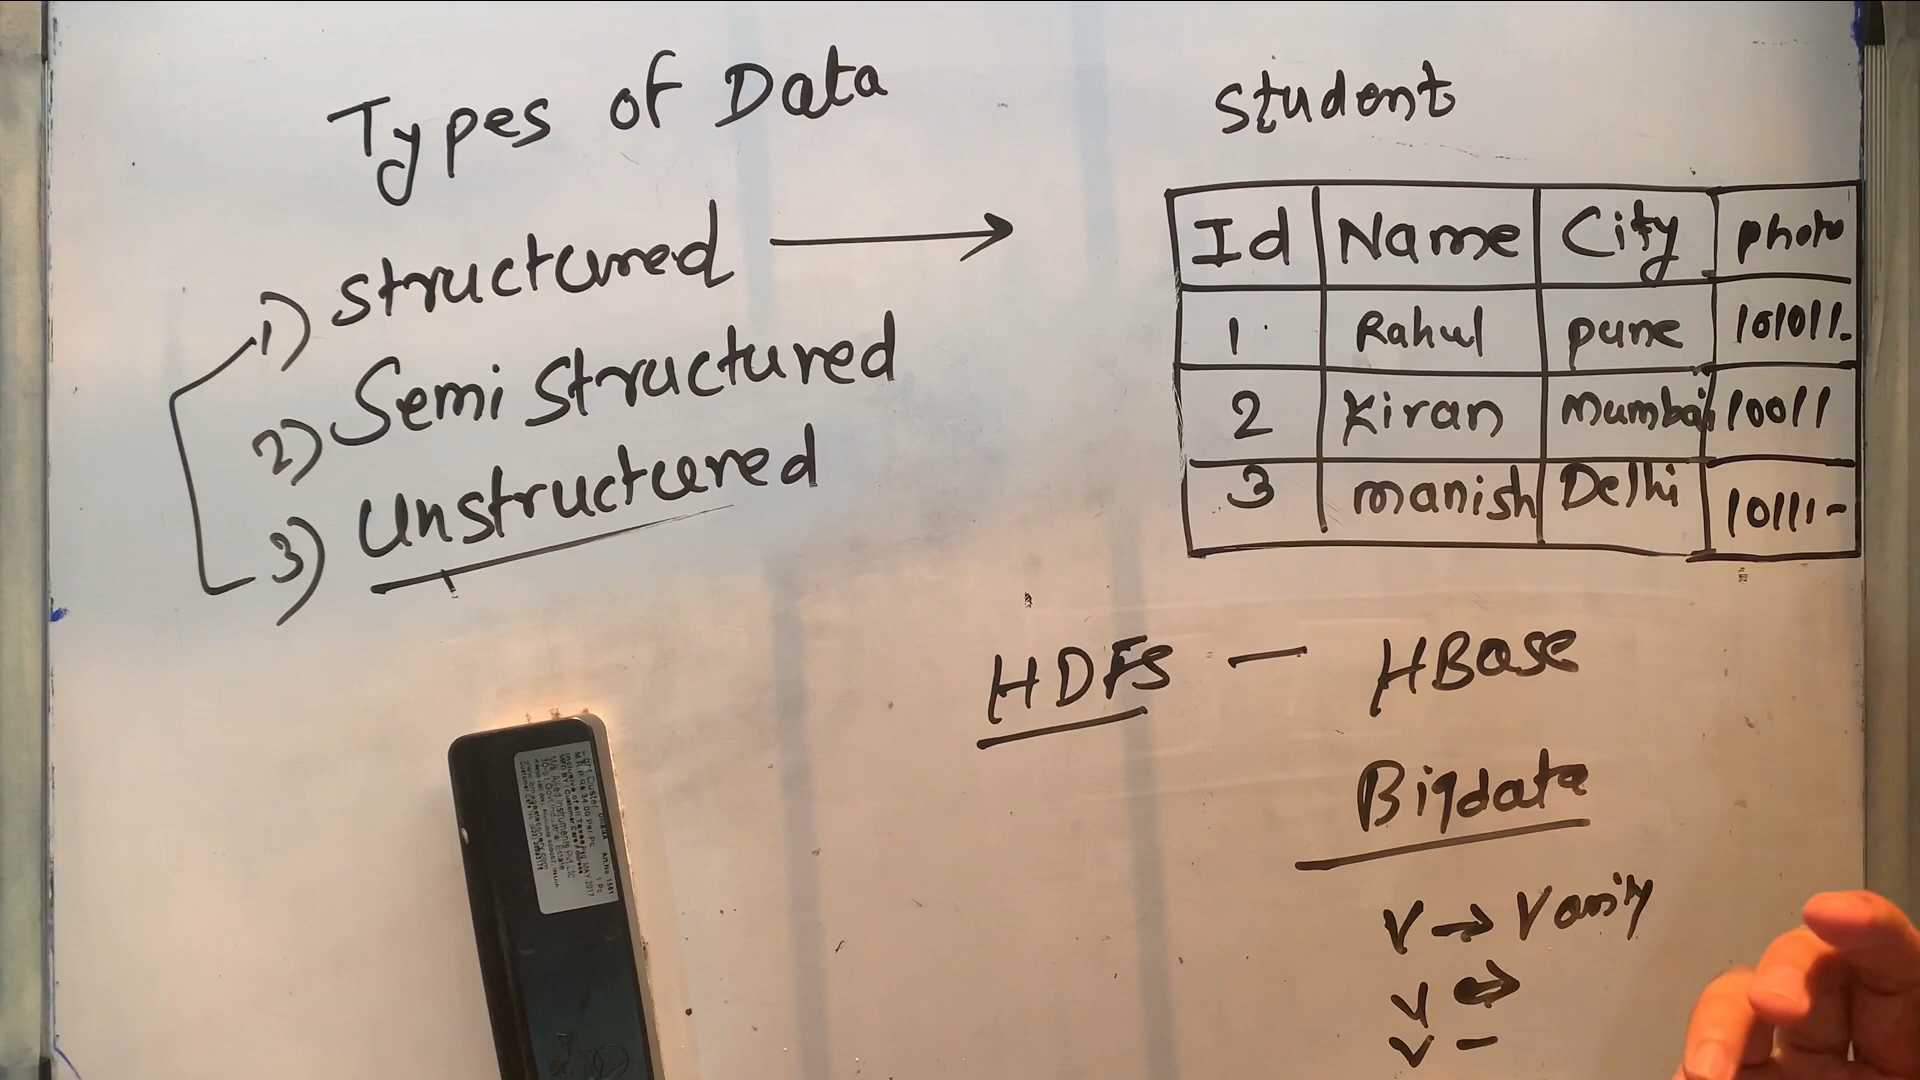 Types of Data
1) structured →
2) Semi structured
3) Unstructured
Student
Id Name City photo
1 Rahul pune 101011-
2 Kiran Mumbai 10011
3 manish Delhi 10111-
HDFS — HBase
Bigdata
V → Varity
V →
V -